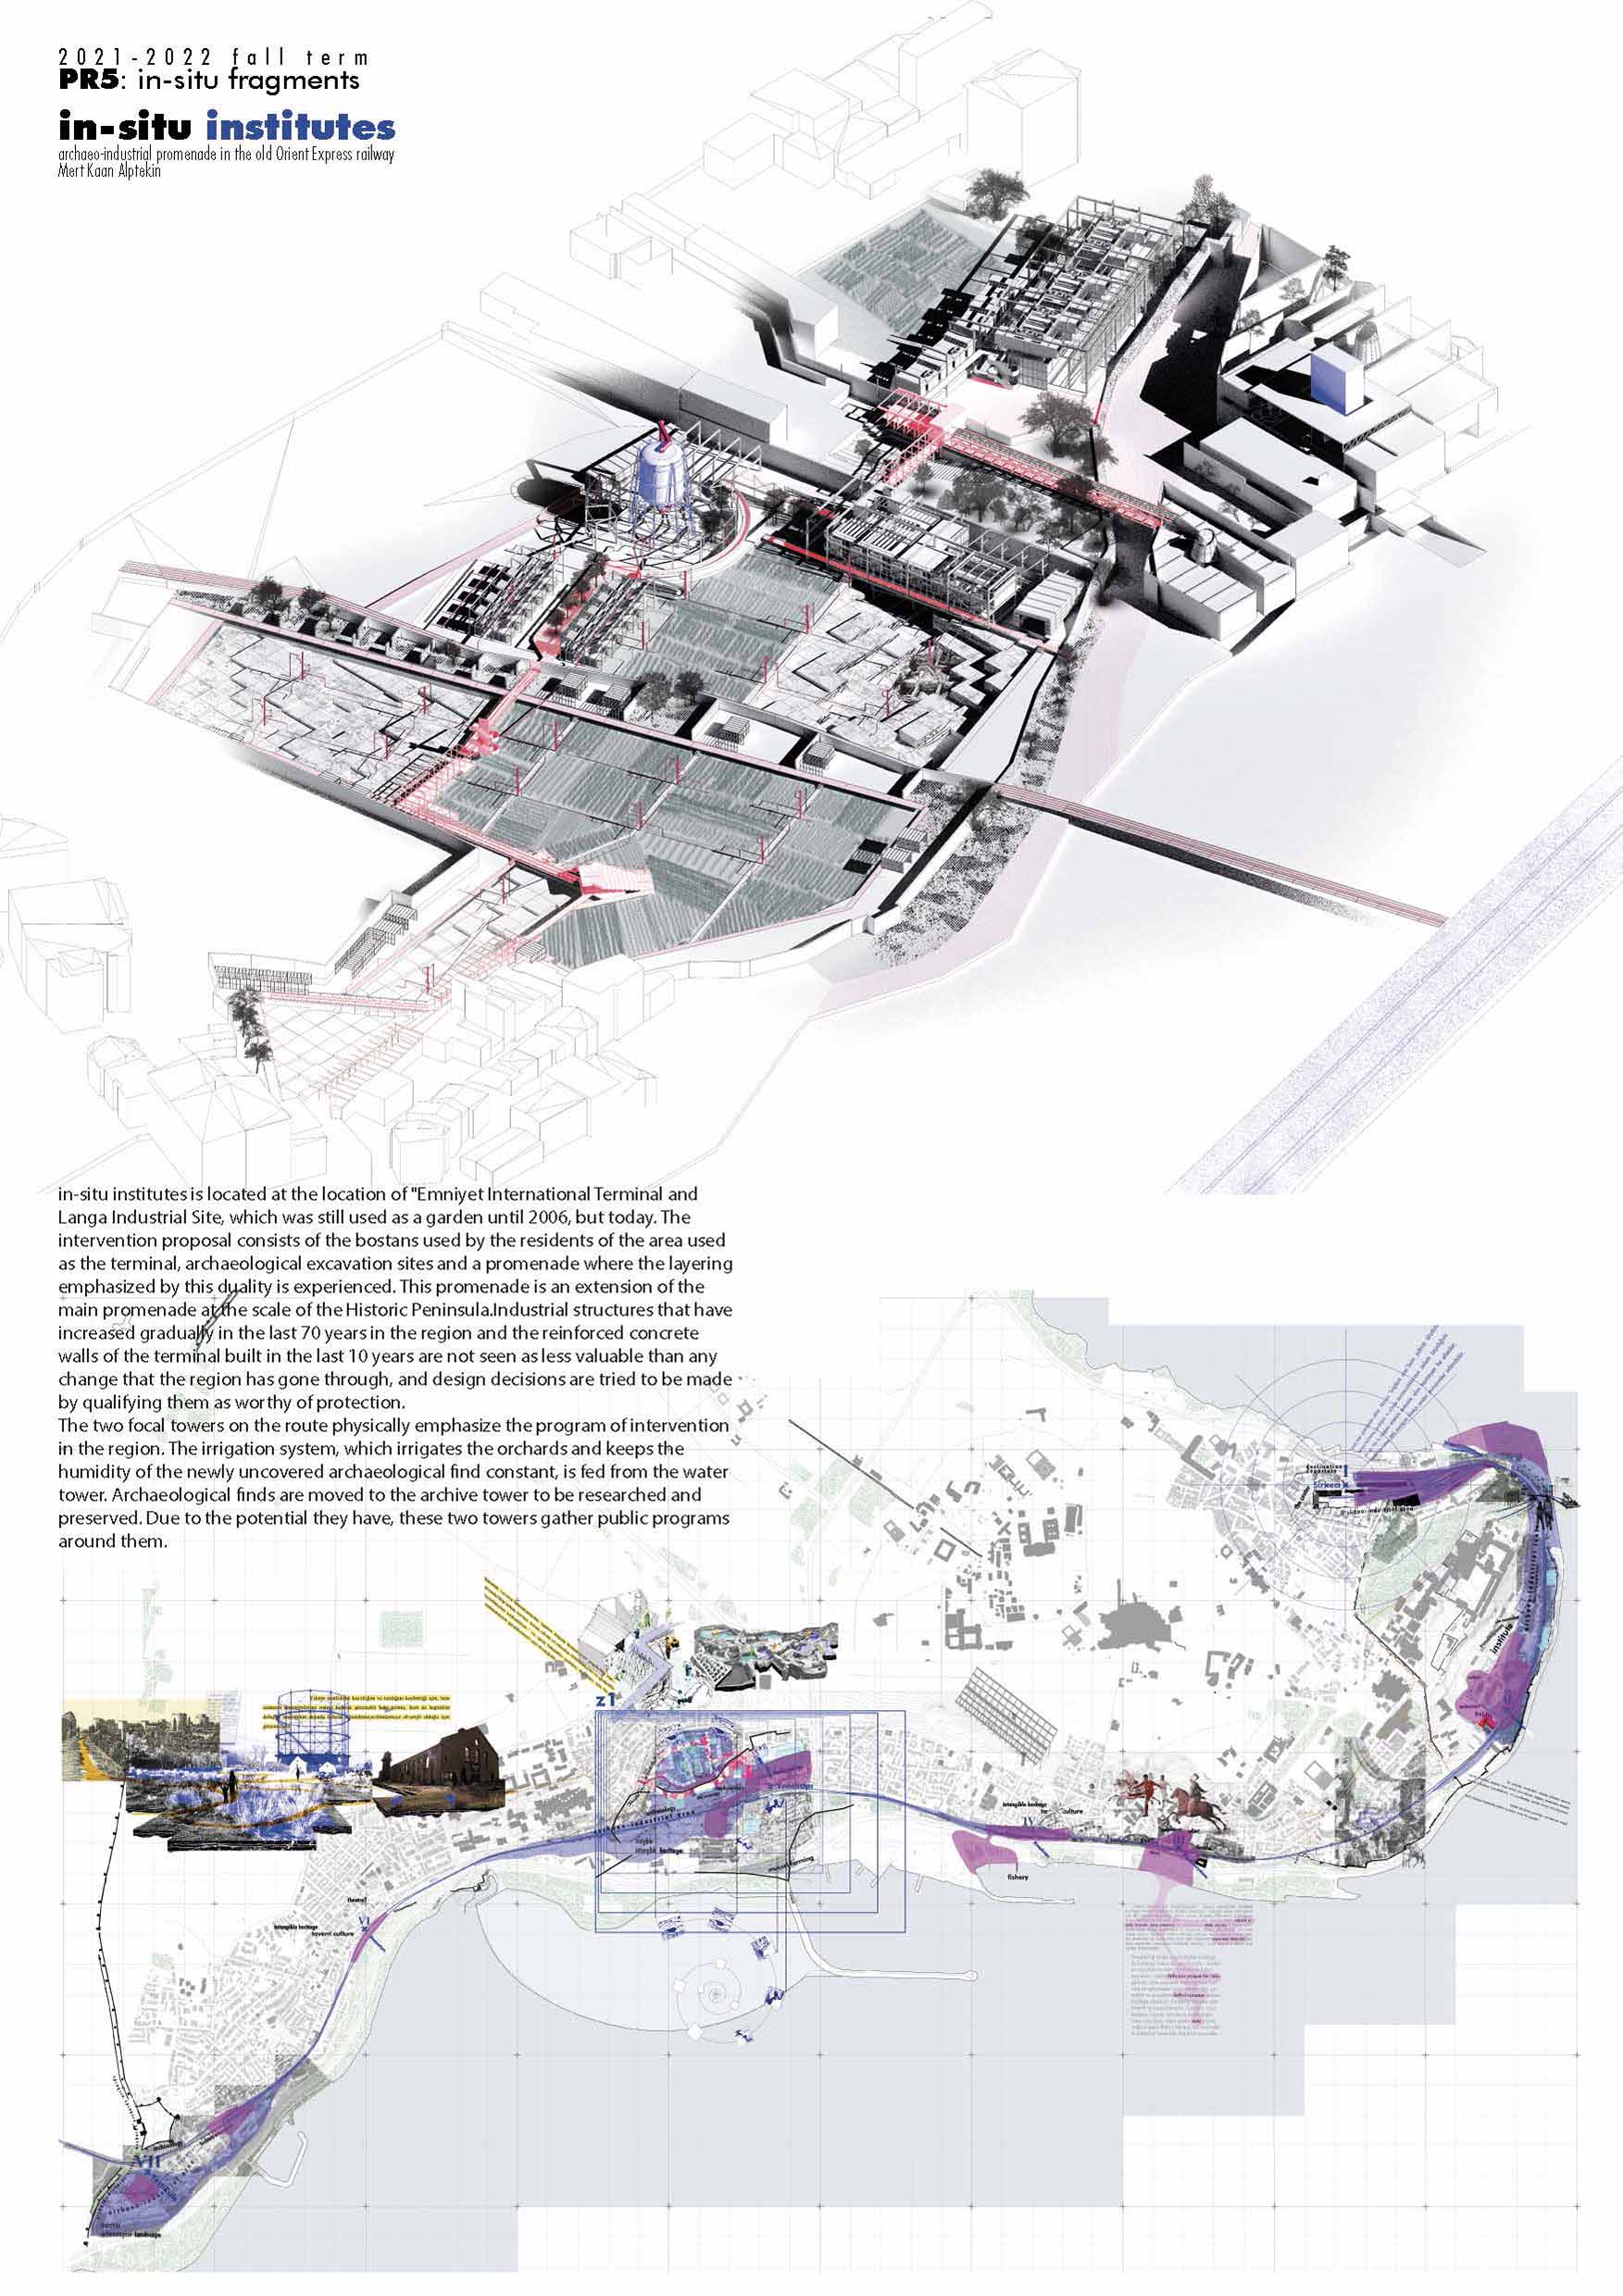 2021-2022 fall term
PR5: in-situ fragments
in-situ institutes
archaeo-industrial promenade in the old Orient Express railway
Mert Kaan Alptekin
in-situ institutes is located at the location of "Emniyet International Terminal and
Langa Industrial Site, which was still used as a garden until 2006, but today. The
intervention proposal consists of the bostans used by the residents of the area used
as the terminal, archaeological excavation sites and a promenade where the layering
emphasized by this duality is experienced. This promenade is an extension of the
main promenade at the scale of the Historic Peninsula.Industrial structures that have
increased gradually in the last 70 years in the region and the reinforced concrete
walls of the terminal built in the last 10 years are not seen as less valuable than any
change that the region has gone through, and design decisions are tried to be made
by qualifying them as worthy of protection.
The two focal towers on the route physically emphasize the program of intervention
in the region. The irrigation system, which irrigates the orchards and keeps the
humidity of the newly uncovered archaeological find constant, is fed from the water
tower. Archaeological finds are moved to the archive tower to be researched and
preserved. Due to the potential they have, these two towers gather public programs
around them.
destination
I
Sirkeci
institute
z1
intangible heritage
culture
IV
III
fishery
intangible heritage
tavern culture
VI
VII